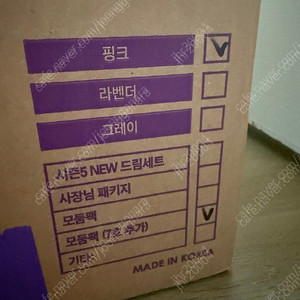 핑크
라벤더
그레이
시즌5 NEW 드림세트
사장님 패키지
모둠팩
모둠팩 (7호 추가)
기타
MADE IN KOREA